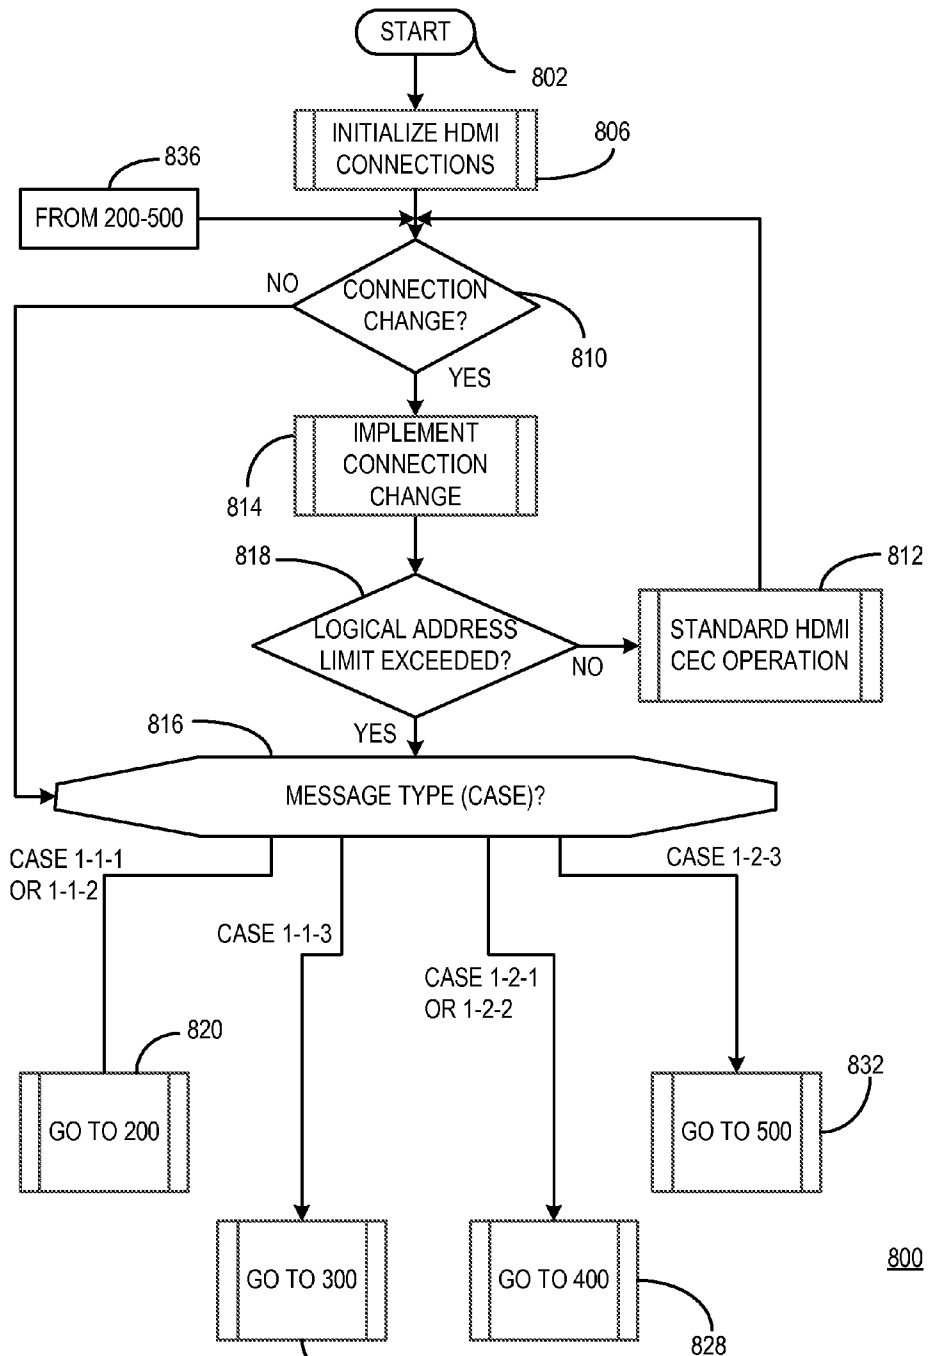 START
802
INITIALIZE HDMI
CONNECTIONS
806
836
FROM 200-500
NO
CONNECTION
CHANGE?
810
YES
IMPLEMENT
CONNECTION
CHANGE
814
818
LOGICAL ADDRESS
LIMIT EXCEEDED?
NO
812
STANDARD HDMI
CEC OPERATION
YES
816
MESSAGE TYPE (CASE)?
CASE 1-1-1
OR 1-1-2
CASE 1-1-3
CASE 1-2-1
OR 1-2-2
CASE 1-2-3
820
GO TO 200
832
GO TO 500
GO TO 300
GO TO 400
828
800